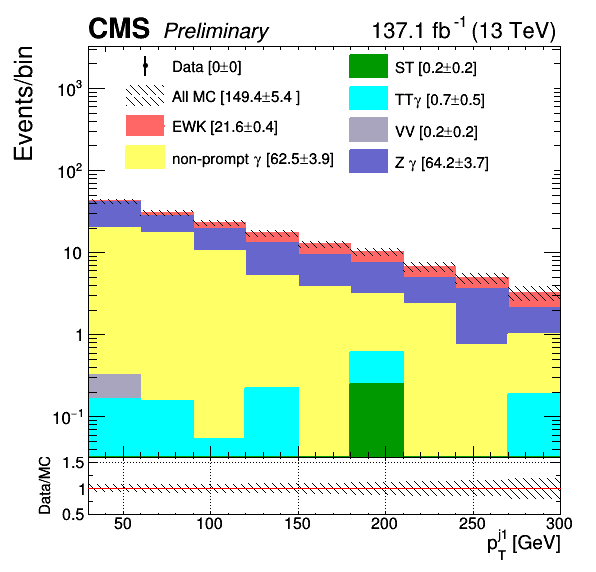 CMS Preliminary 137.1 fb⁻¹ (13 TeV)
Events/bin
10³
10²
10
1
10⁻¹
Data [0±0]
All MC [149.4±5.4 ]
EWK [21.6±0.4]
non-prompt γ [62.5±3.9]
ST [0.2±0.2]
TTγ [0.7±0.5]
VV [0.2±0.2]
Z γ [64.2±3.7]
Data/MC
1.5
1
0.5
50 100 150 200 250 300
p_T^j1 [GeV]